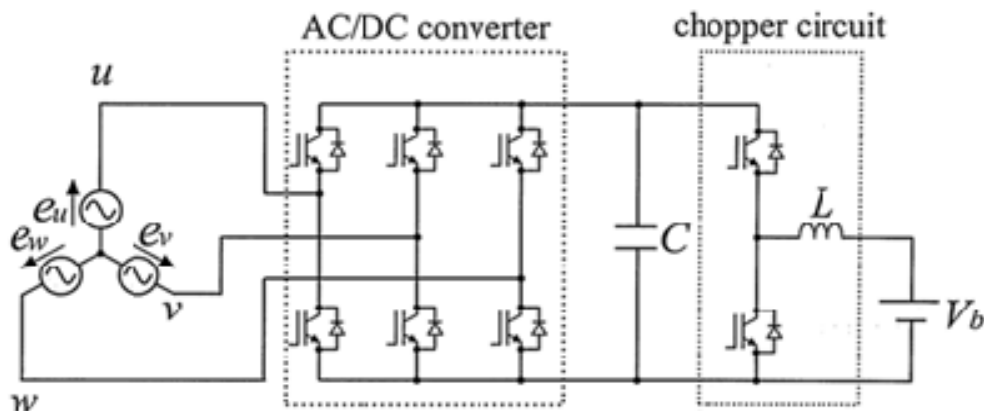 AC/DC converter
chopper circuit
u
e_u
e_w
e_v
v
w
C
L
V_b